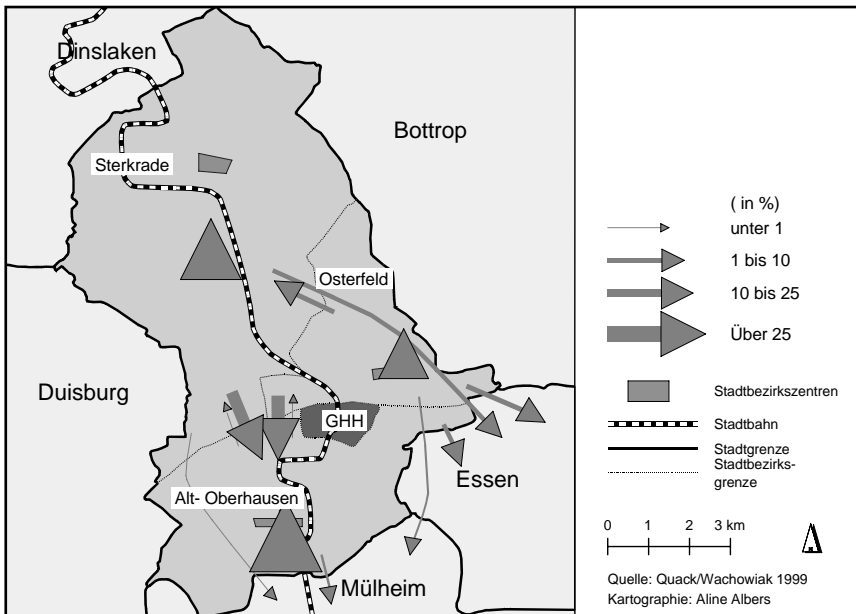 Dinslaken
Bottrop
Sterkrade
Osterfeld
Duisburg
GHH
Essen
Alt- Oberhausen
Mülheim
( in %)
unter 1
1 bis 10
10 bis 25
Über 25
Stadtbezirkszentren
Stadtbahn
Stadtgrenze
Stadtbezirks-
grenze
0 1 2 3 km
Quelle: Quack/Wachowiak 1999
Kartographie: Aline Albers